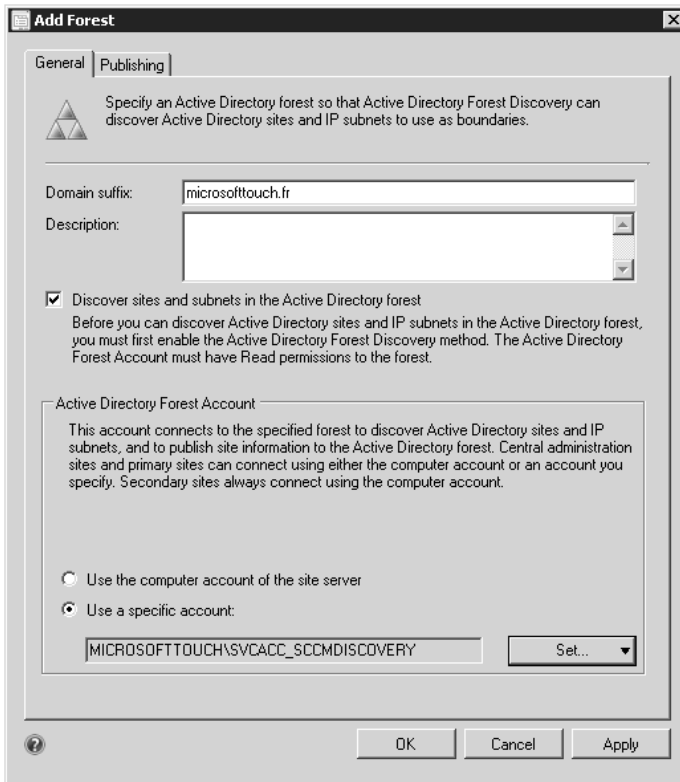 Add Forest
General
Publishing
Specify an Active Directory forest so that Active Directory Forest Discovery can
discover Active Directory sites and IP subnets to use as boundaries.
Domain suffix:
microsofttouch.fr
Description:
Discover sites and subnets in the Active Directory forest
Before you can discover Active Directory sites and IP subnets in the Active Directory forest,
you must first enable the Active Directory Forest Discovery method. The Active Directory
Forest Account must have Read permissions to the forest.
Active Directory Forest Account
This account connects to the specified forest to discover Active Directory sites and IP
subnets, and to publish site information to the Active Directory forest. Central administration
sites and primary sites can connect using either the computer account or an account you
specify. Secondary sites always connect using the computer account.
Use the computer account of the site server
Use a specific account:
MICROSOFTTOUCH\SVCACC_SCCMDISCOVERY
Set...
OK
Cancel
Apply